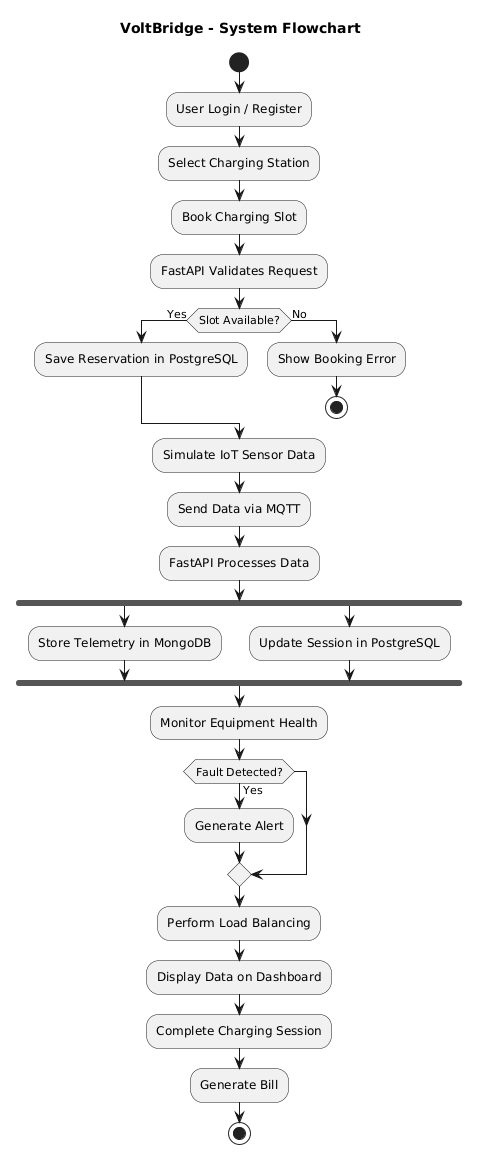 VoltBridge - System Flowchart
User Login / Register
Select Charging Station
Book Charging Slot
FastAPI Validates Request
Slot Available?
Yes
No
Save Reservation in PostgreSQL
Show Booking Error
Simulate IoT Sensor Data
Send Data via MQTT
FastAPI Processes Data
Store Telemetry in MongoDB
Update Session in PostgreSQL
Monitor Equipment Health
Fault Detected?
Yes
Generate Alert
Perform Load Balancing
Display Data on Dashboard
Complete Charging Session
Generate Bill